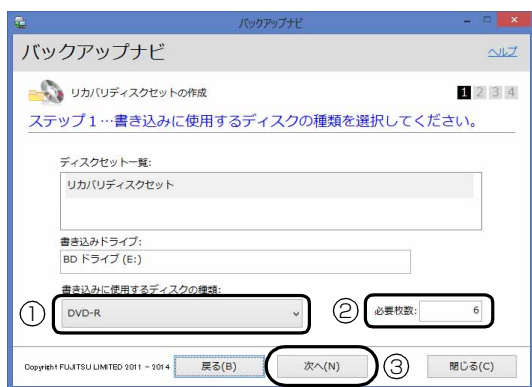 バックアップナビ
バックアップナビ
ヘルプ
リカバリディスクセットの作成
1 2 3 4
ステップ1…書き込みに使用するディスクの種類を選択してください。
ディスクセット一覧:
リカバリディスクセット
書き込みドライブ:
BD ドライブ (E:)
書き込みに使用するディスクの種類:
① DVD-R
② 必要枚数: 6
Copyright FUJITSU LIMITED 2011 - 2014
戻る(B)
次へ(N) ③
閉じる(C)